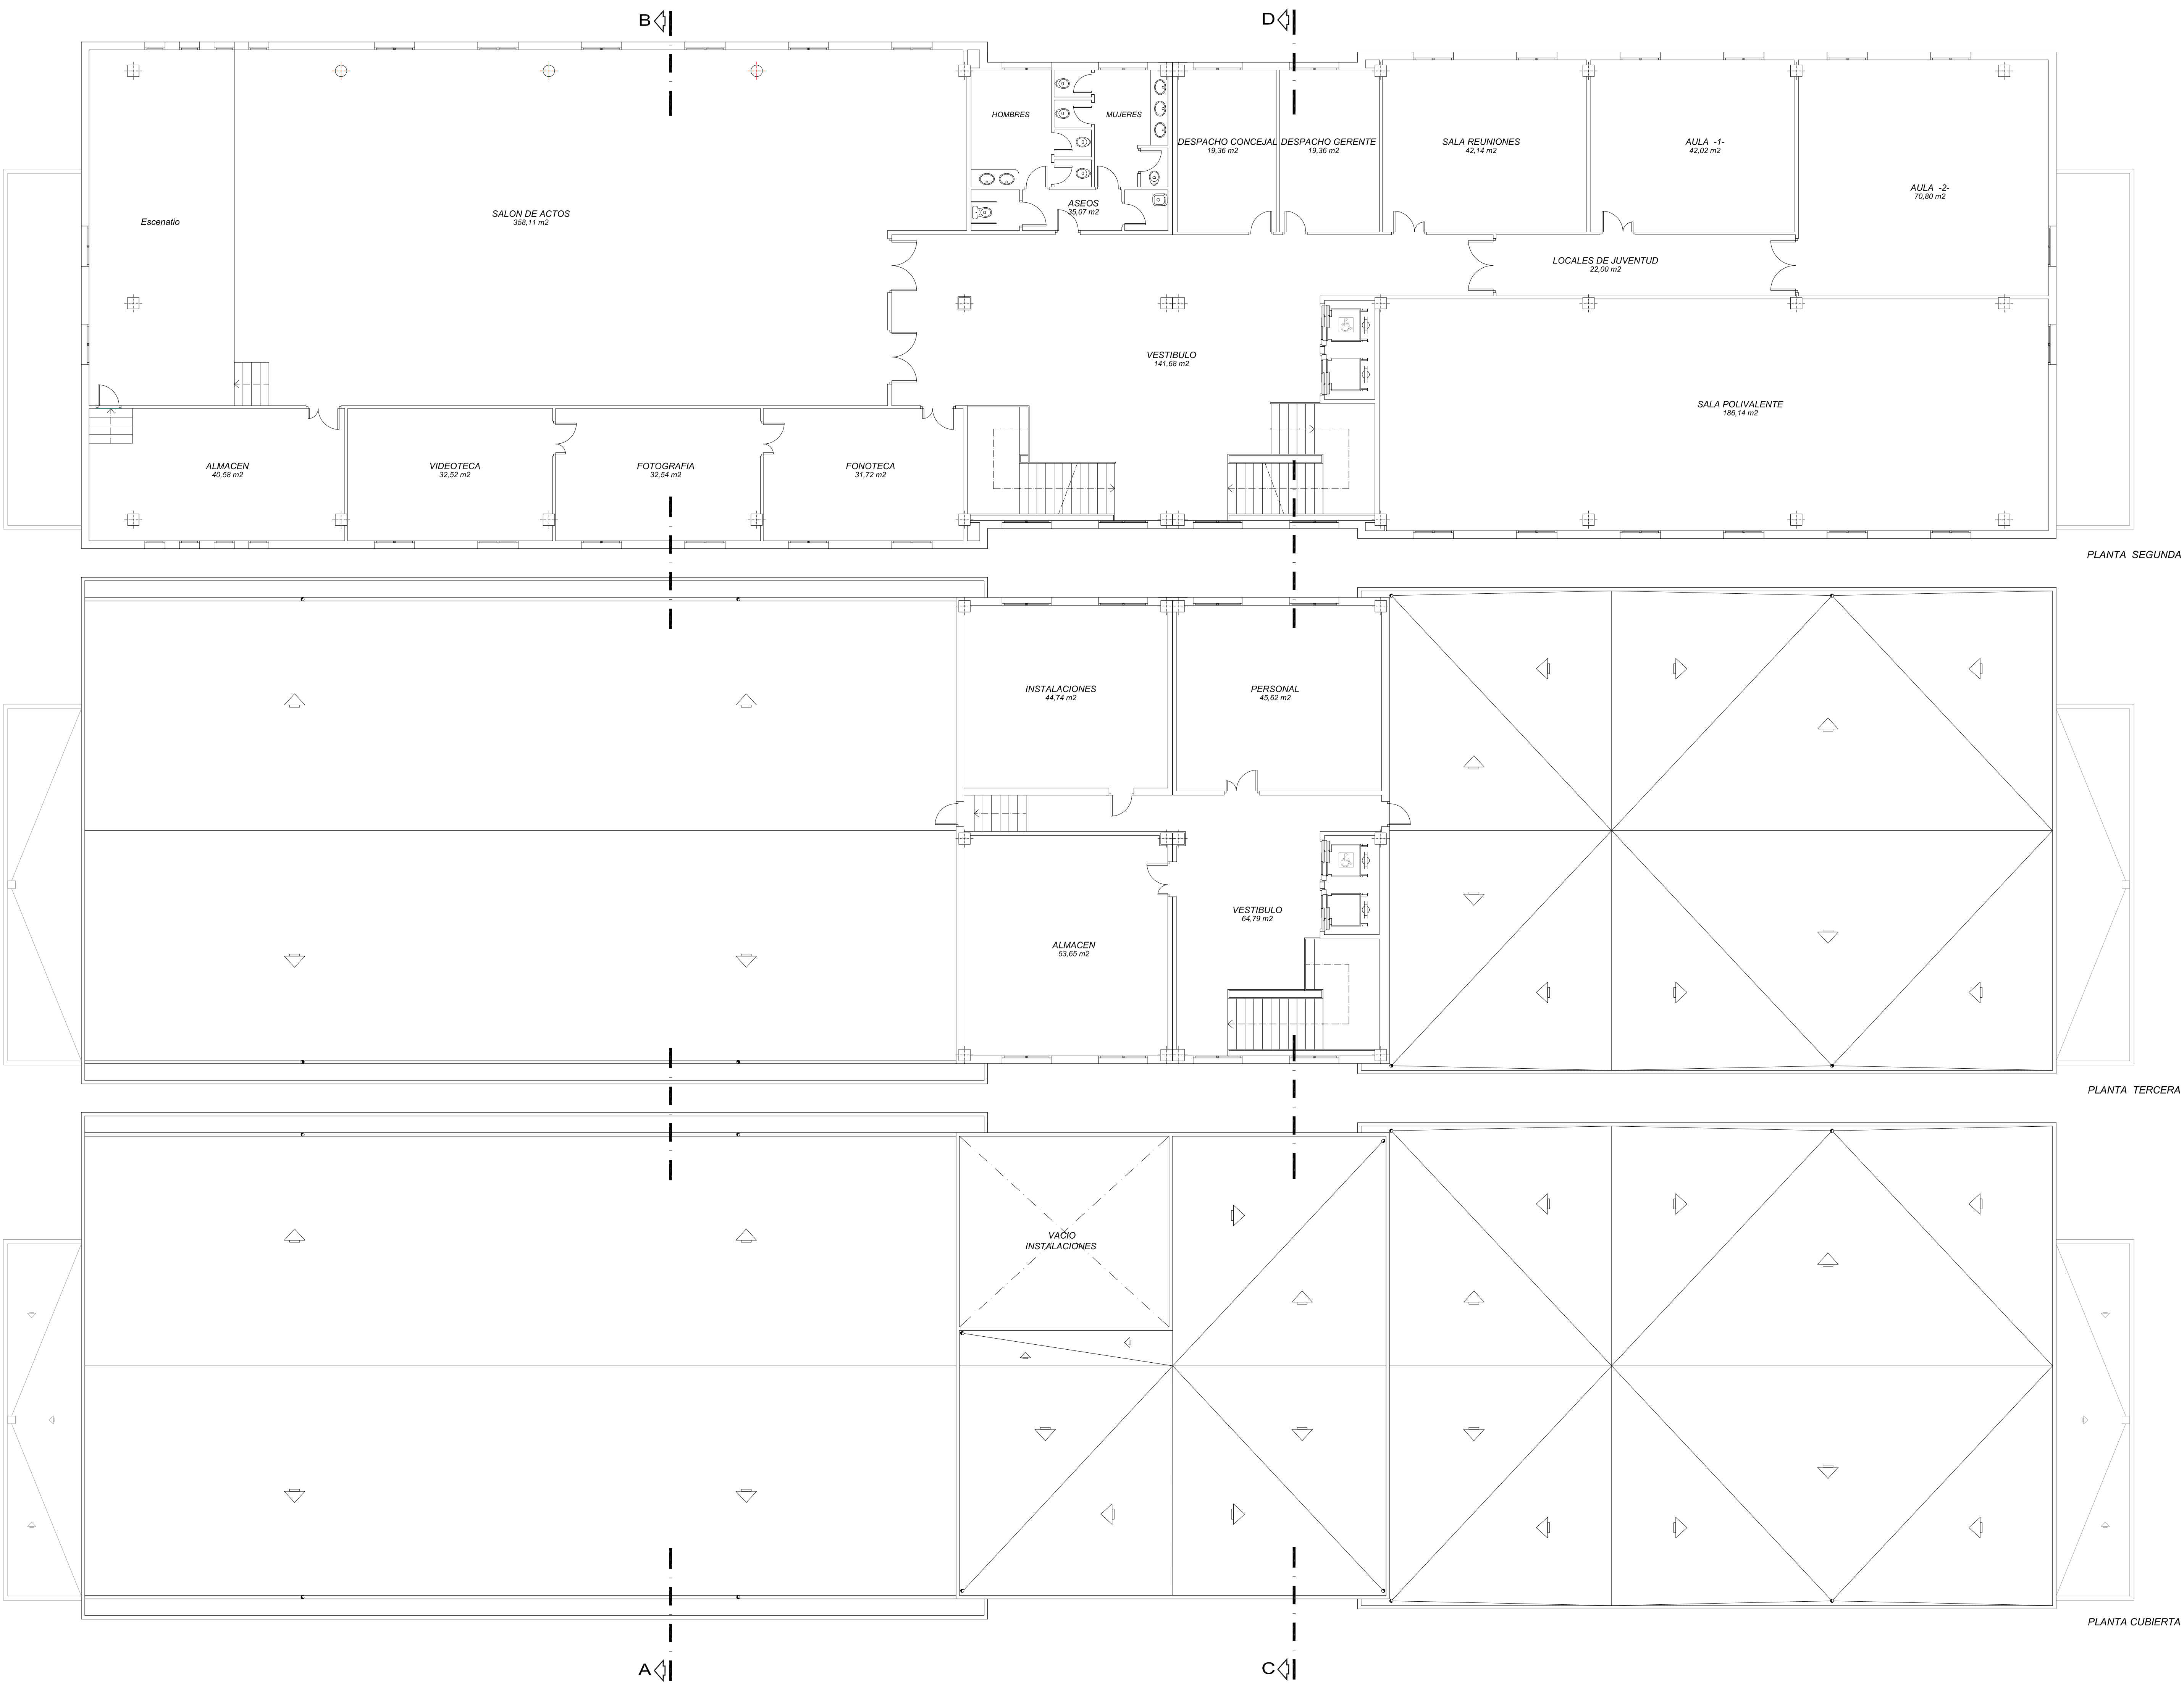 B
D
HOMBRES
MUJERES
DESPACHO CONCEJAL
19,36 m2
DESPACHO GERENTE
19,36 m2
SALA REUNIONES
42,14 m2
AULA -1-
42,02 m2
AULA -2-
70,80 m2
ASEOS
35,07 m2
Escenatio
SALON DE ACTOS
358,11 m2
LOCALES DE JUVENTUD
22,00 m2
VESTIBULO
141,68 m2
SALA POLIVALENTE
186,14 m2
ALMACEN
40,58 m2
VIDEOTECA
32,52 m2
FOTOGRAFIA
32,54 m2
FONOTECA
31,72 m2
PLANTA SEGUNDA
INSTALACIONES
44,74 m2
PERSONAL
45,62 m2
VESTIBULO
64,79 m2
ALMACEN
53,65 m2
PLANTA TERCERA
VACIO
INSTALACIONES
PLANTA CUBIERTA
A
C